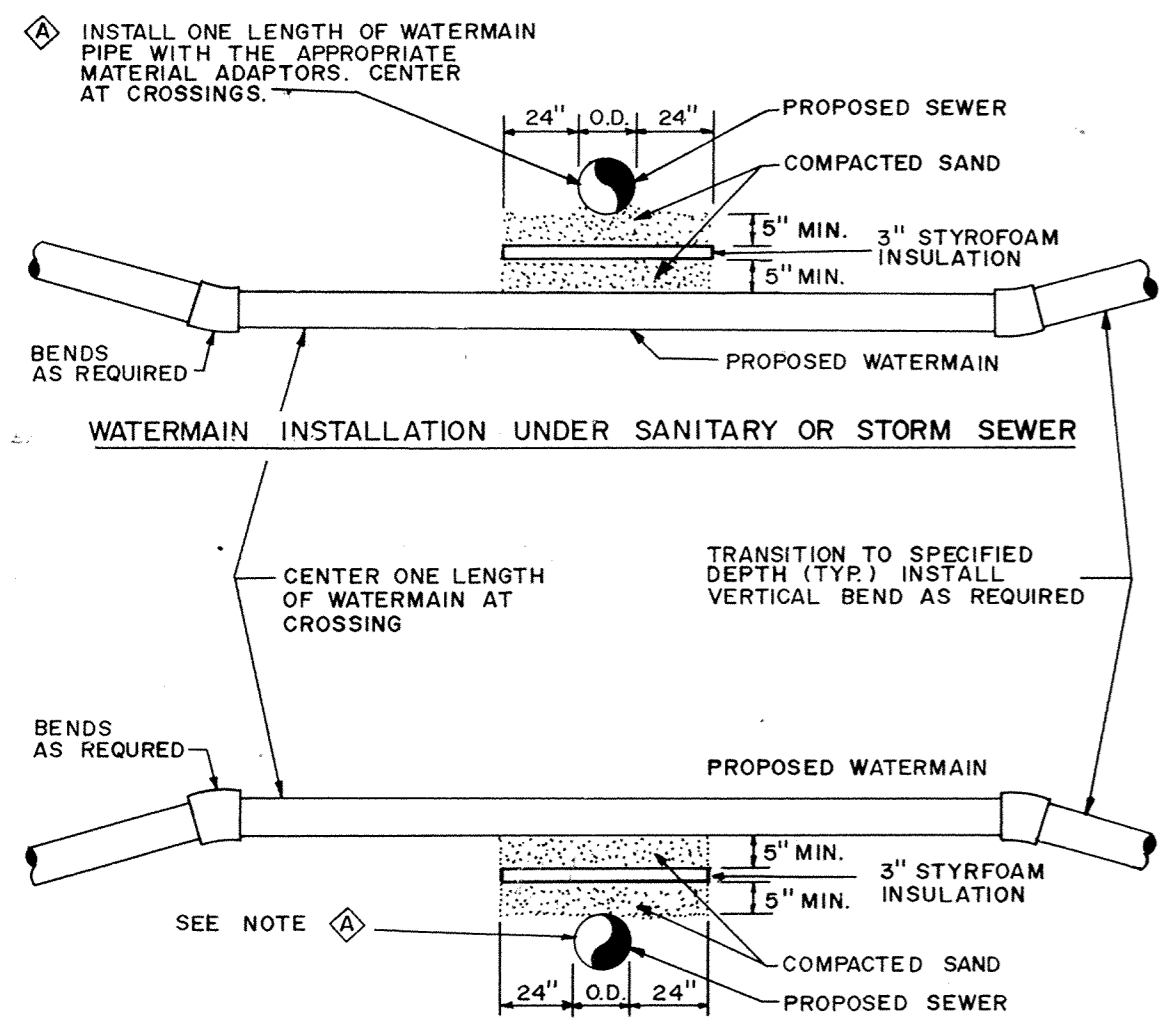 A INSTALL ONE LENGTH OF WATERMAIN
PIPE WITH THE APPROPRIATE
MATERIAL ADAPTORS. CENTER
AT CROSSINGS.
24" O.D. 24"
PROPOSED SEWER
COMPACTED SAND
5" MIN.
3" STYROFOAM
INSULATION
5" MIN.
BENDS
AS REQUIRED
PROPOSED WATERMAIN
WATERMAIN INSTALLATION UNDER SANITARY OR STORM SEWER
CENTER ONE LENGTH
OF WATERMAIN AT
CROSSING
TRANSITION TO SPECIFIED
DEPTH (TYP.) INSTALL
VERTICAL BEND AS REQUIRED
BENDS
AS REQURED
PROPOSED WATERMAIN
5" MIN.
3" STYRFOAM
INSULATION
5" MIN.
SEE NOTE A
COMPACTED SAND
24" O.D. 24"
PROPOSED SEWER